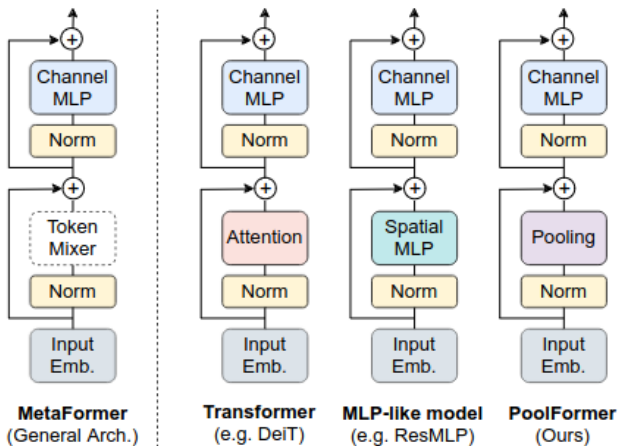 +
Channel
MLP
Norm
+
Token
Mixer
Norm
Input
Emb.
MetaFormer
(General Arch.)
+
Channel
MLP
Norm
+
Attention
Norm
Input
Emb.
Transformer
(e.g. DeiT)
+
Channel
MLP
Norm
+
Spatial
MLP
Norm
Input
Emb.
MLP-like model
(e.g. ResMLP)
+
Channel
MLP
Norm
+
Pooling
Norm
Input
Emb.
PoolFormer
(Ours)